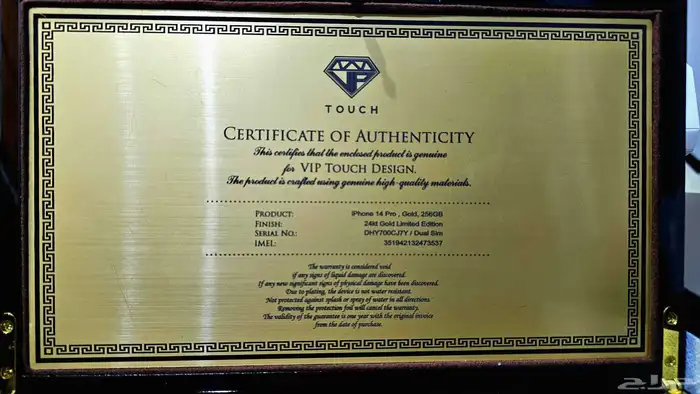 TOUCH
CERTIFICATE OF AUTHENTICITY
This certifies that the enclosed product is genuine
for VIP TOUCH DESIGN.
The product is crafted using genuine high-quality materials.
PRODUCT: iPhone 14 Pro , Gold, 256GB
FINISH: 24kt Gold Limited Edition
SERIAL NO.: DHY700CJ7Y / Dual Sim
IMEI.: 351942132473537
The warranty is considered void
if any signs of liquid damage are discovered.
If any new significant signs of physical damage have been discovered.
Due to plating, the device is not water resistant.
Not protected against splash or spray of water in all directions.
Removing the protection foil will cancel the warranty.
The validity of the guarantee is one year with the original invoice
from the date of purchase.
حراج